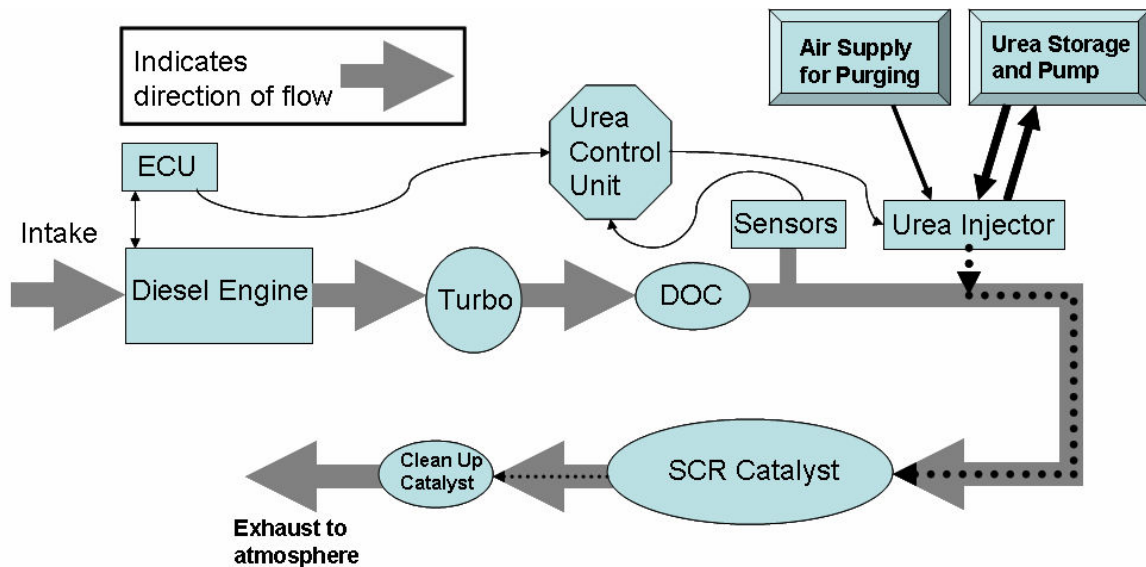 Indicates
direction of flow
Air Supply
for Purging
Urea Storage
and Pump
Urea
Control
Unit
ECU
Sensors
Urea Injector
Intake
Diesel Engine
Turbo
DOC
SCR Catalyst
Clean Up
Catalyst
Exhaust to
atmosphere